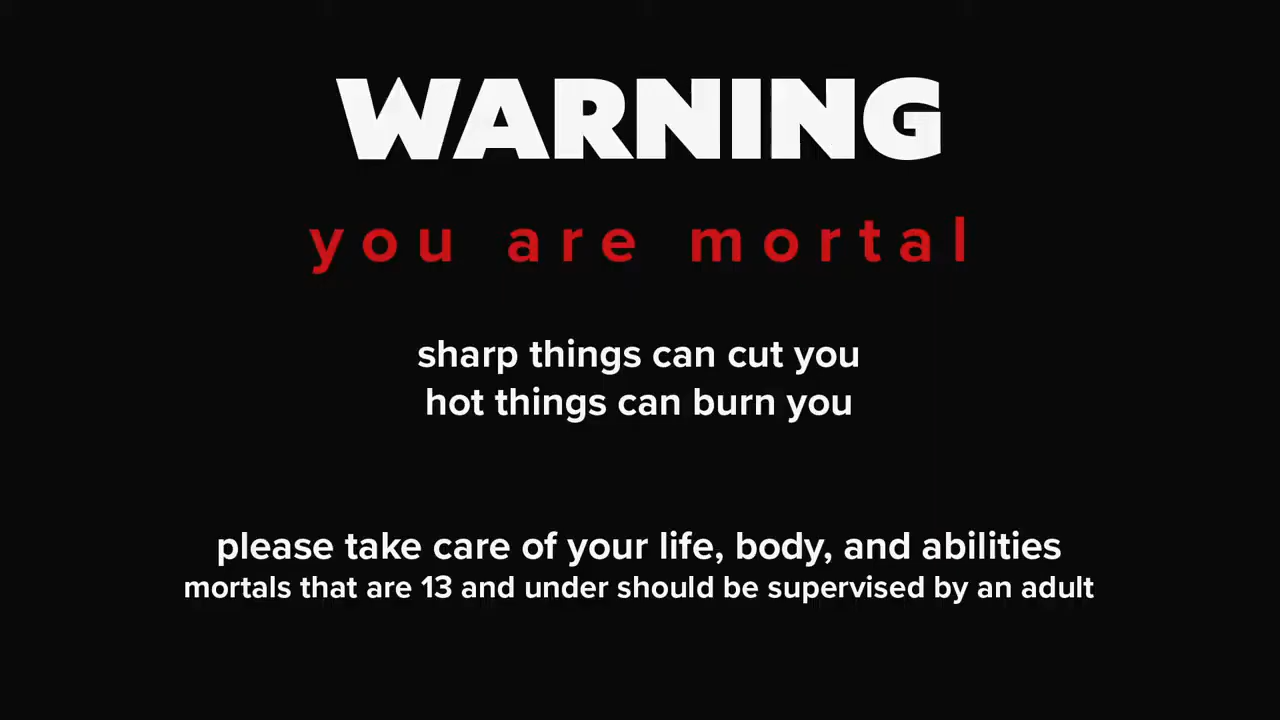 WARNING
you are mortal
sharp things can cut you
hot things can burn you
please take care of your life, body, and abilities
mortals that are 13 and under should be supervised by an adult